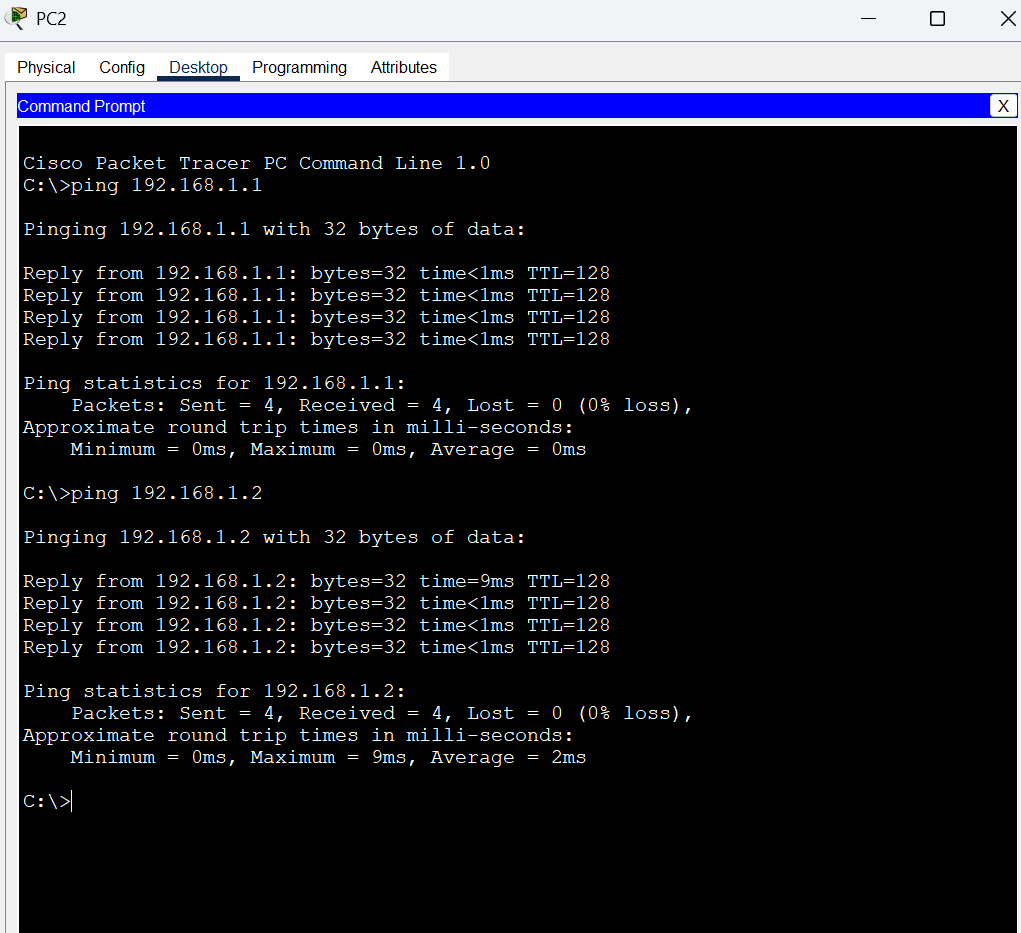 PC2
Physical Config Desktop Programming Attributes
Command Prompt X
Cisco Packet Tracer PC Command Line 1.0
C:\>ping 192.168.1.1
Pinging 192.168.1.1 with 32 bytes of data:
Reply from 192.168.1.1: bytes=32 time<1ms TTL=128
Reply from 192.168.1.1: bytes=32 time<1ms TTL=128
Reply from 192.168.1.1: bytes=32 time<1ms TTL=128
Reply from 192.168.1.1: bytes=32 time<1ms TTL=128
Ping statistics for 192.168.1.1:
Packets: Sent = 4, Received = 4, Lost = 0 (0% loss),
Approximate round trip times in milli-seconds:
Minimum = 0ms, Maximum = 0ms, Average = 0ms
C:\>ping 192.168.1.2
Pinging 192.168.1.2 with 32 bytes of data:
Reply from 192.168.1.2: bytes=32 time=9ms TTL=128
Reply from 192.168.1.2: bytes=32 time<1ms TTL=128
Reply from 192.168.1.2: bytes=32 time<1ms TTL=128
Reply from 192.168.1.2: bytes=32 time<1ms TTL=128
Ping statistics for 192.168.1.2:
Packets: Sent = 4, Received = 4, Lost = 0 (0% loss),
Approximate round trip times in milli-seconds:
Minimum = 0ms, Maximum = 9ms, Average = 2ms
C:\>